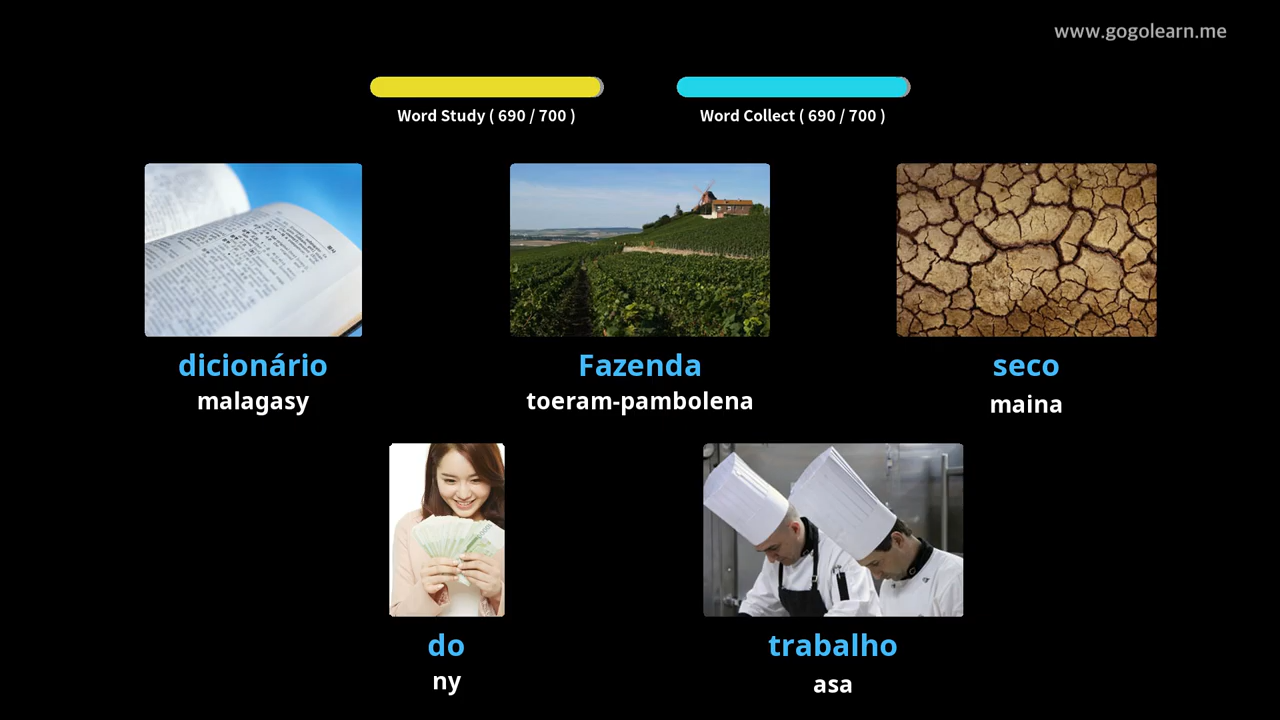 www.gogolearn.me
Word Study ( 690 / 700 )
Word Collect ( 690 / 700 )
dicionário
malagasy
Fazenda
toeram-pambolena
seco
maina
do
ny
trabalho
asa